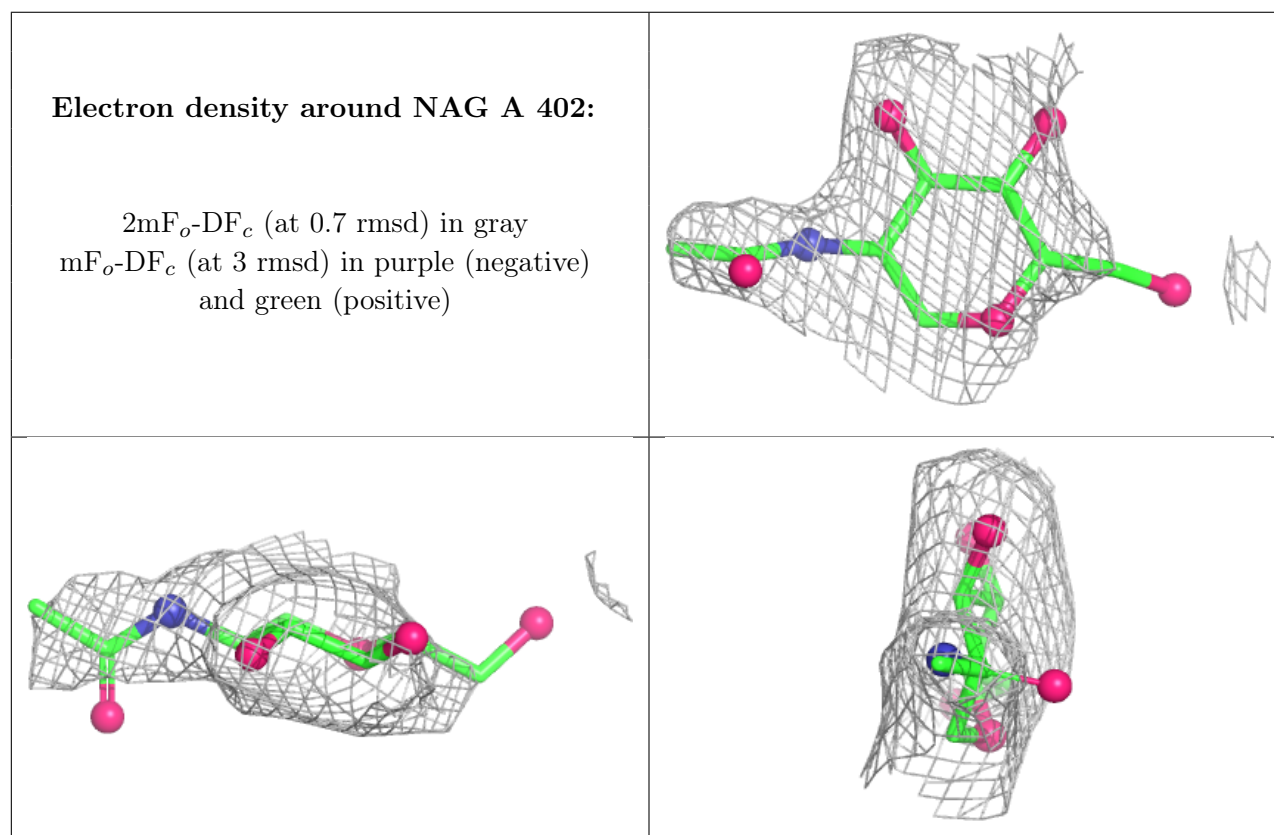 Electron density around NAG A 402:
2mFₒ-DF𝒸 (at 0.7 rmsd) in gray
mFₒ-DF𝒸 (at 3 rmsd) in purple (negative)
and green (positive)